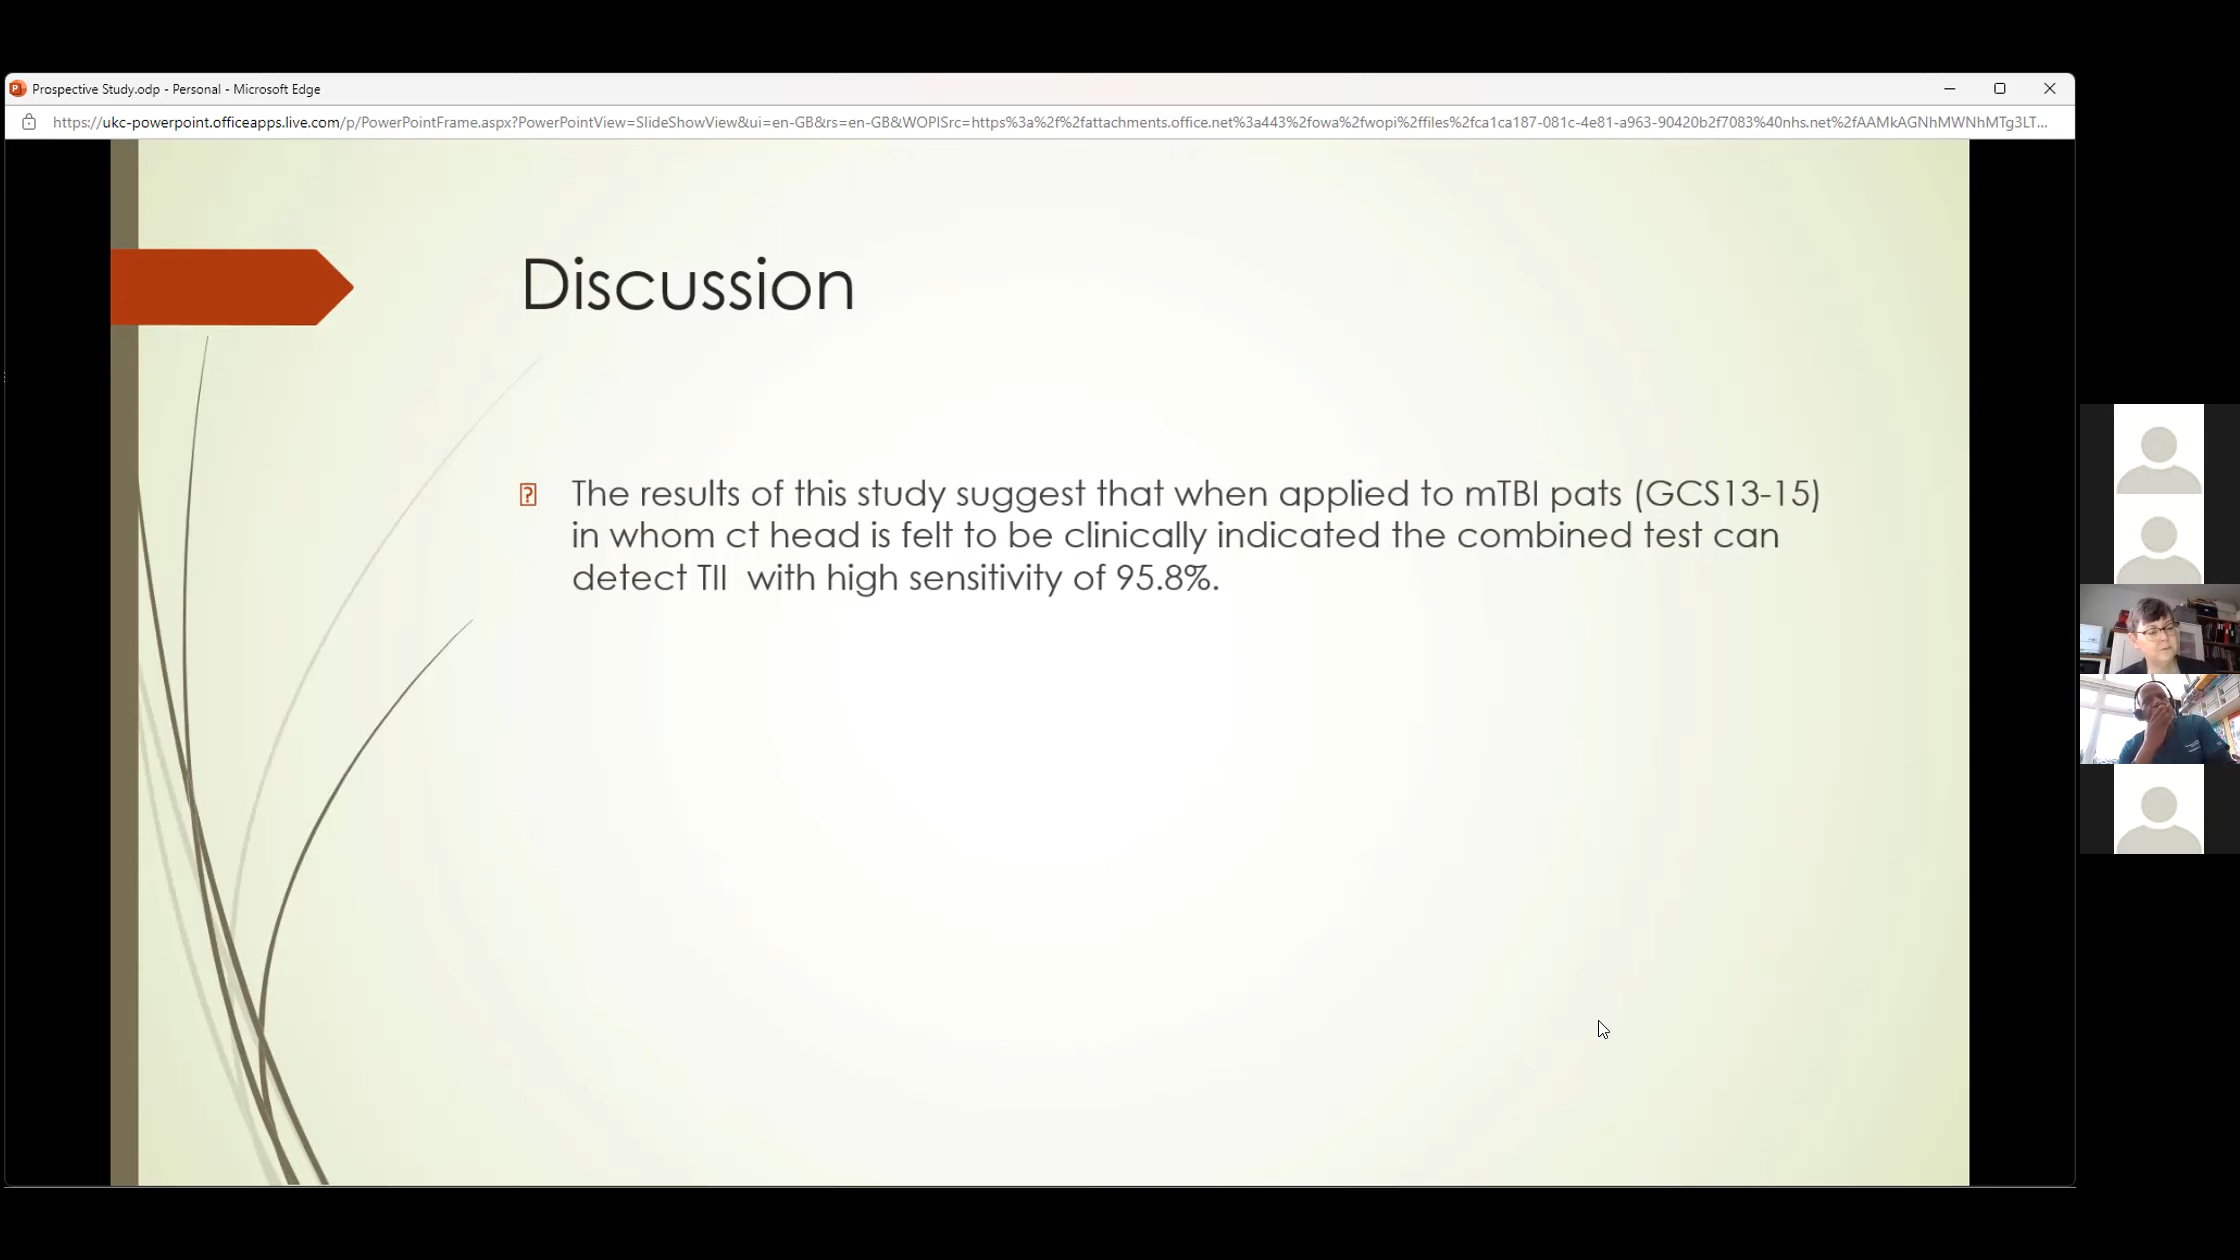 Prospective Study.odp - Personal - Microsoft Edge
https://ukc-powerpoint.officeapps.live.com/p/PowerPointFrame.aspx?PowerPointView=SlideShowView&ui=en-GB&rs=en-GB&WOPISrc=https%3a%2f%2fattachments.office.net%3a443%2fowa%2fwopi%2ffiles%2fca1ca187-081c-4e81-a963-90420b2f7083%40nhs.net%2fAAMkAGNhMWNhMTg3LT...
Discussion
The results of this study suggest that when applied to mTBI pats (GCS13-15)
in whom ct head is felt to be clinically indicated the combined test can
detect TII with high sensitivity of 95.8%.